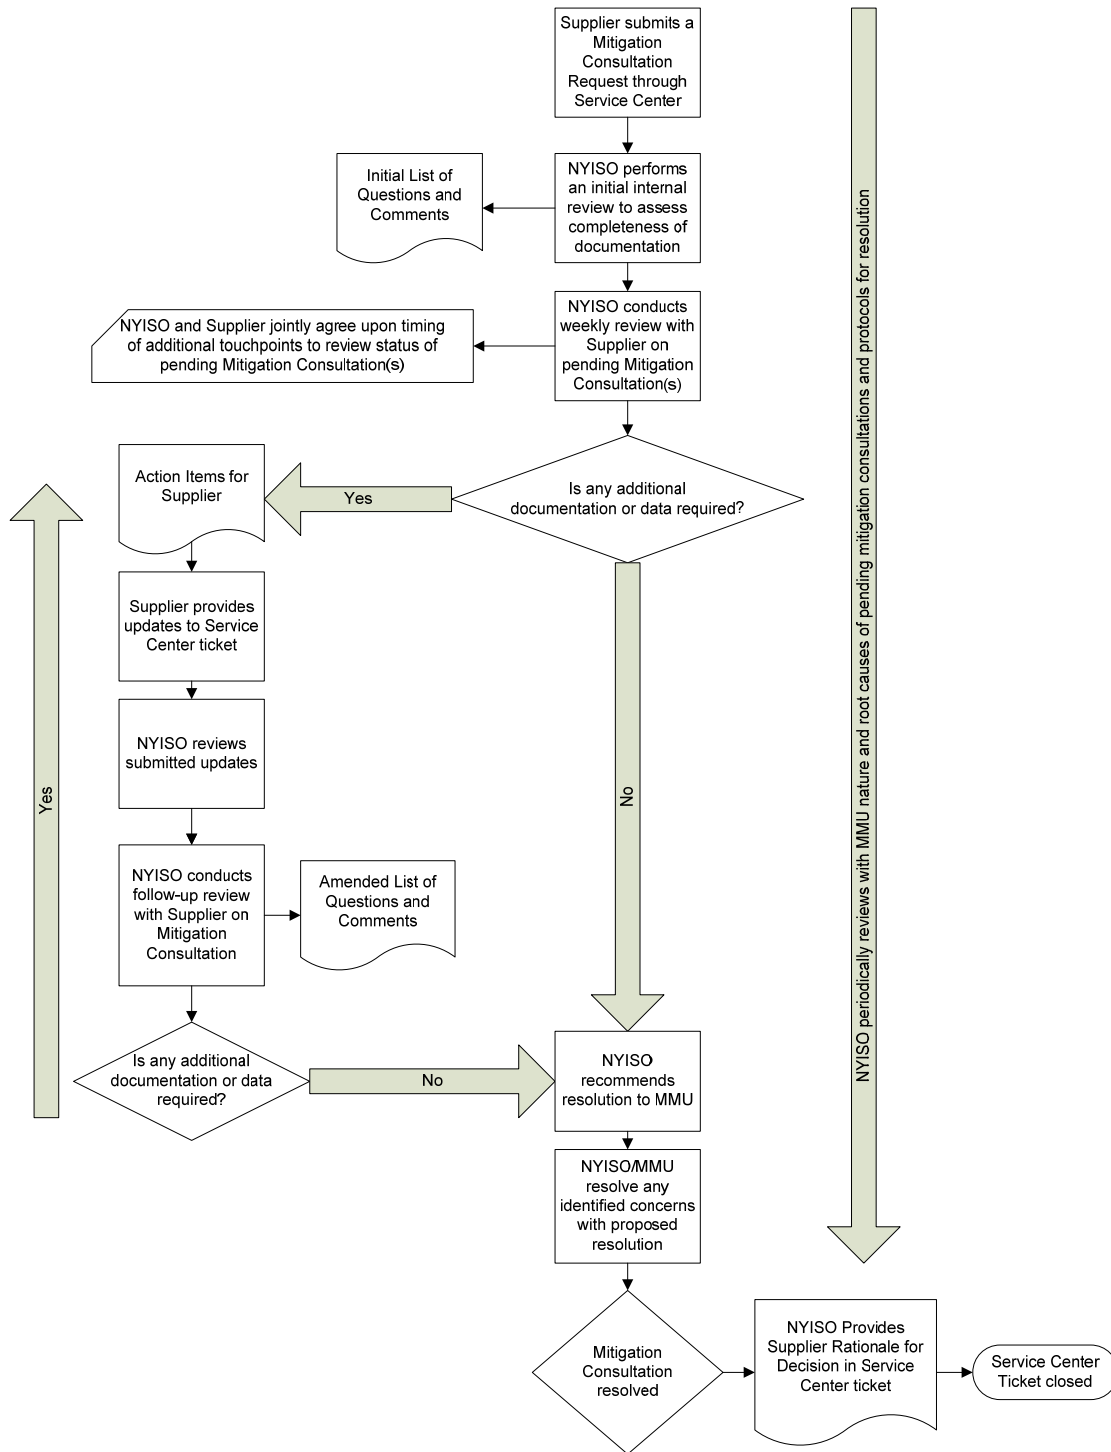 Supplier submits a
Mitigation
Consultation
Request through
Service Center
Initial List of
Questions and
Comments
NYISO performs
an initial internal
review to assess
completeness of
documentation
NYISO and Supplier jointly agree upon timing
of additional touchpoints to review status of
pending Mitigation Consultation(s)
NYISO conducts
weekly review with
Supplier on
pending Mitigation
Consultation(s)
Action Items for
Supplier
Yes
Is any additional
documentation or data required?
Supplier provides
updates to Service
Center ticket
NYISO reviews
submitted updates
Yes
No
NYISO periodically reviews with MMU nature and root causes of pending mitigation consultations and protocols for resolution
NYISO conducts
follow-up review
with Supplier on
Mitigation
Consultation
Amended List of
Questions and
Comments
Is any additional
documentation or data
required?
No
NYISO
recommends
resolution to MMU
NYISO/MMU
resolve any
identified concerns
with proposed
resolution
Mitigation
Consultation
resolved
NYISO Provides
Supplier Rationale for
Decision in Service
Center ticket
Service Center
Ticket closed